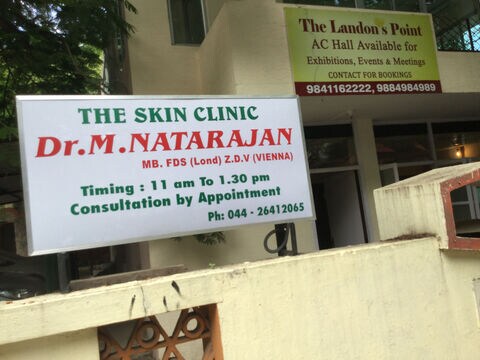 The Landon's Point
AC Hall Available for
Exhibitions, Events & Meetings
CONTACT FOR BOOKINGS
9841162222, 9884984989
THE SKIN CLINIC
Dr.M.NATARAJAN
MB. FDS (Lond) Z.D.V (VIENNA)
Timing : 11 am To 1.30 pm
Consultation by Appointment
Ph: 044 - 26412065